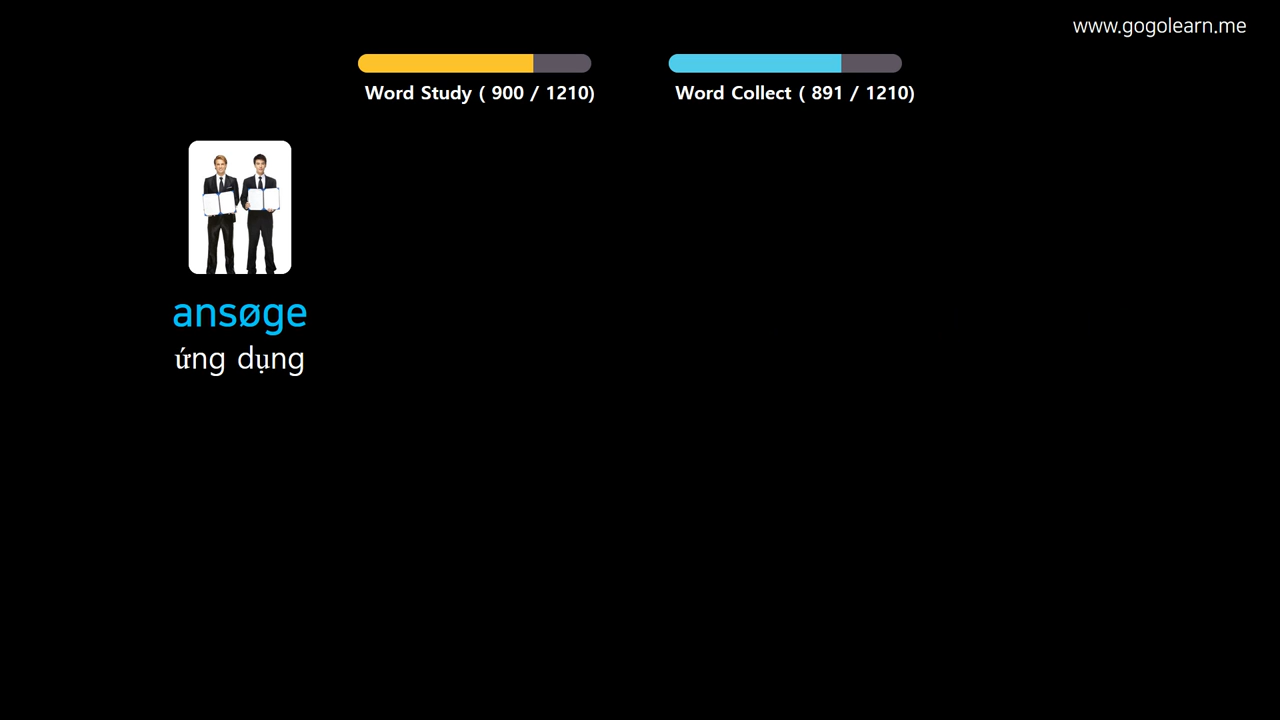 www.gogolearn.me
Word Study ( 900 / 1210)
Word Collect ( 891 / 1210)
ansøge
ứng dụng